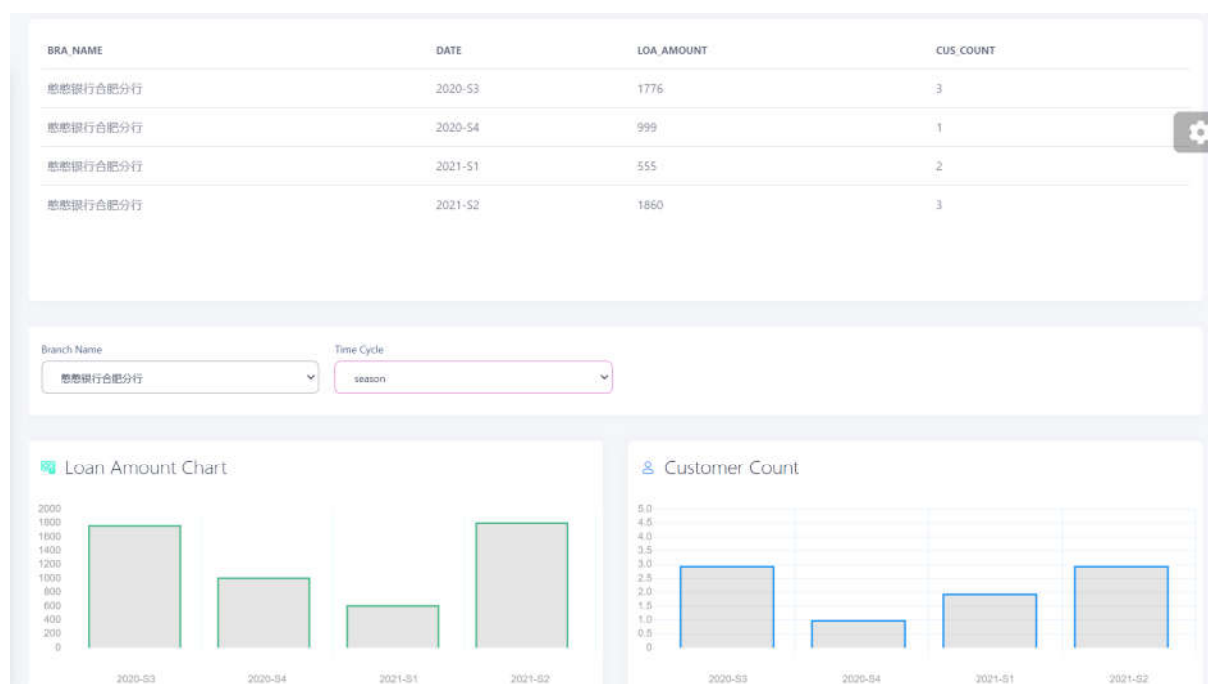 BRA_NAME DATE LOA_AMOUNT CUS_COUNT
憨憨银行合肥分行 2020-S3 1776 3
憨憨银行合肥分行 2020-S4 999 1
憨憨银行合肥分行 2021-S1 555 2
憨憨银行合肥分行 2021-S2 1860 3
Branch Name Time Cycle
憨憨银行合肥分行 season
Loan Amount Chart
2000
1800
1600
1400
1200
1000
800
600
400
200
0
2020-S3 2020-S4 2021-S1 2021-S2
Customer Count
5.0
4.5
4.0
3.5
3.0
2.5
2.0
1.5
1.0
0.5
0
2020-S3 2020-S4 2021-S1 2021-S2